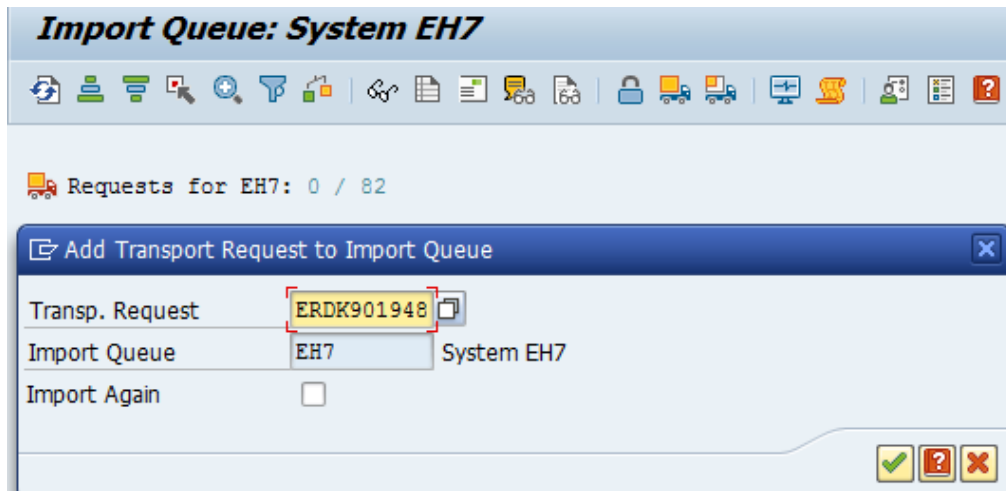 Import Queue: System EH7
Requests for EH7: 0 / 82
Add Transport Request to Import Queue
Transp. Request ERDK901948
Import Queue EH7 System EH7
Import Again